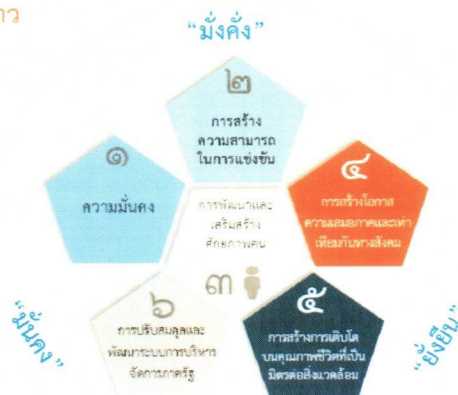 าว
“มั่งคั่ง”
๒
การสร้าง
ความสามารถ
ในการแข่งขัน
๑
ความมั่นคง
๔
การสร้างโอกาส
ความเสมอภาคและเท่า
เทียมกันทางสังคม
การพัฒนาและ
เสริมสร้าง
ศักยภาพคน
๓
๖
การปรับสมดุลและ
พัฒนาระบบการบริหาร
จัดการภาครัฐ
๕
การสร้างการเติบโต
บนคุณภาพชีวิตที่เป็น
มิตรต่อสิ่งแวดล้อม
“มั่นคง”
“ยั่งยืน”